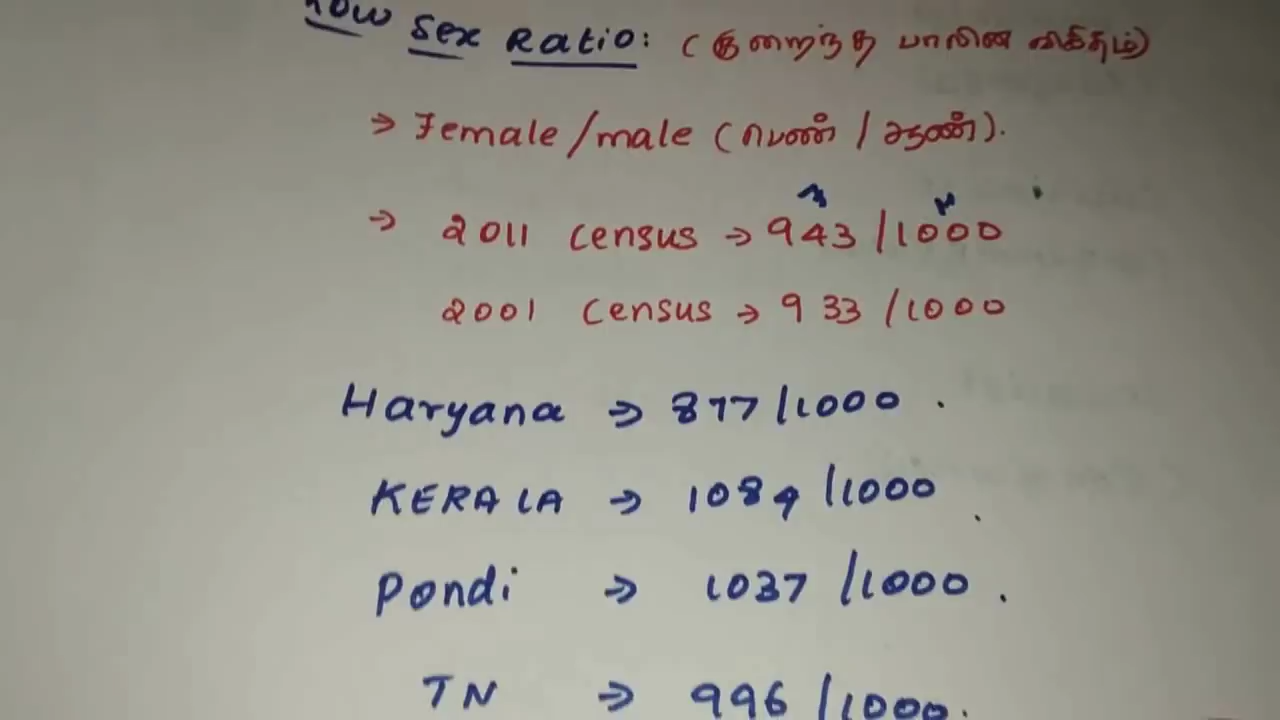 Low Sex Ratio: (குறைந்த பாலின விகிதம்)
→ Female/male (பெண் / ஆண்).
→ 2011 census → 943/1000
2001 census → 933/1000
Haryana → 877/1000.
KERALA → 1084/1000
Pondi → 1037/1000.
TN → 996/1000.